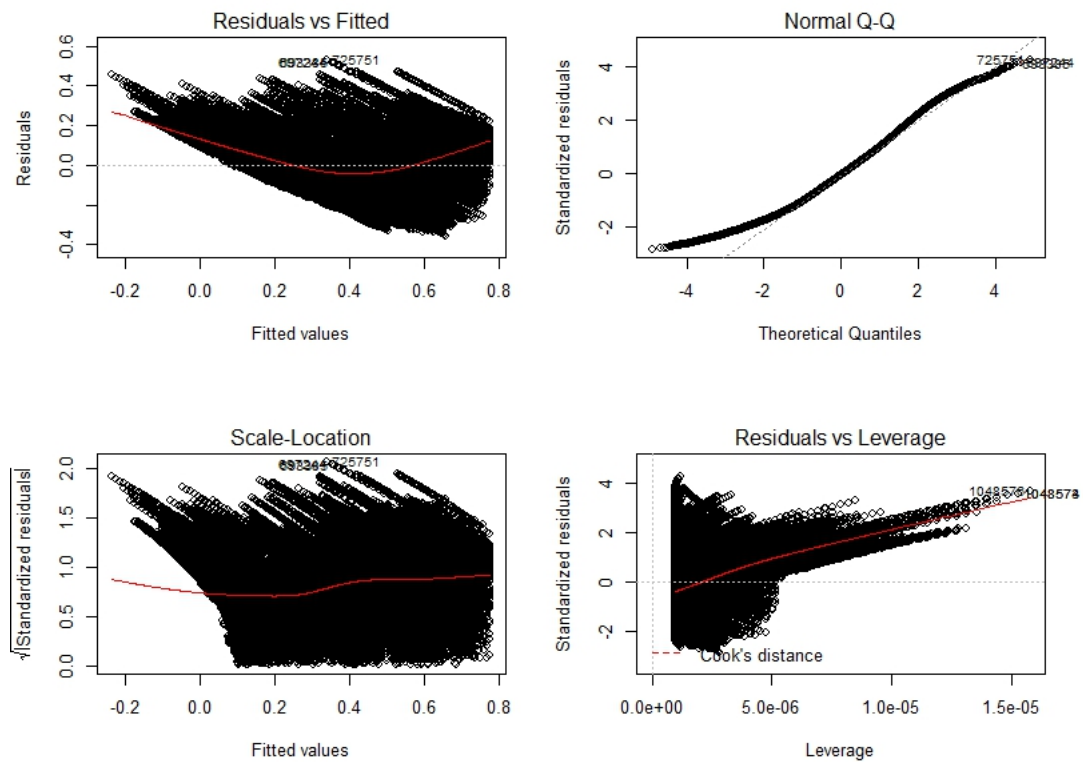 Residuals vs Fitted
Residuals
0.6
0.4
0.2
0.0
-0.4
725751
-0.2 0.0 0.2 0.4 0.6 0.8
Fitted values
Normal Q-Q
Standardized residuals
4
2
0
-2
725751
-4 -2 0 2 4
Theoretical Quantiles
Scale-Location
√|Standardized residuals|
2.0
1.5
1.0
0.5
0.0
725751
-0.2 0.0 0.2 0.4 0.6 0.8
Fitted values
Residuals vs Leverage
Standardized residuals
4
2
0
-2
1048574
Cook's distance
0.0e+00 5.0e-06 1.0e-05 1.5e-05
Leverage